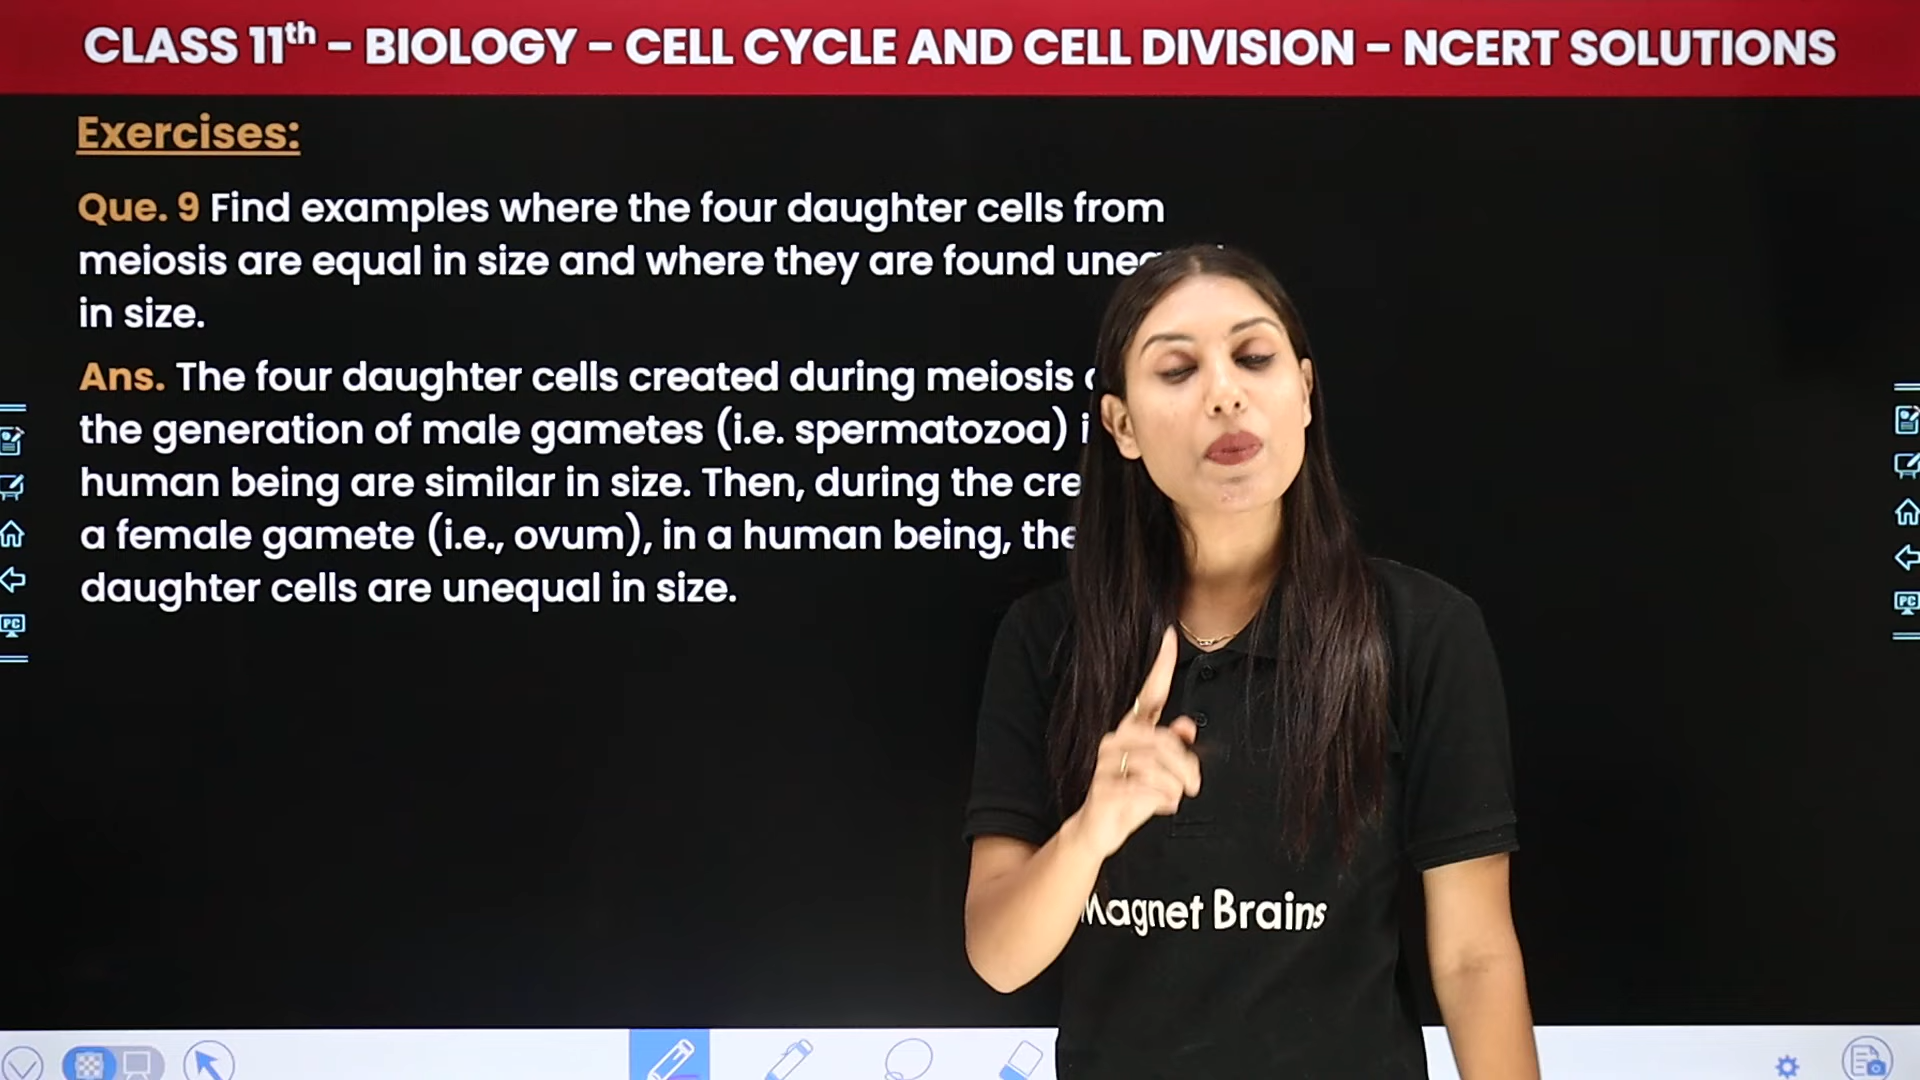 CLASS 11th - BIOLOGY - CELL CYCLE AND CELL DIVISION - NCERT SOLUTIONS
Exercises:
Que. 9 Find examples where the four daughter cells from
meiosis are equal in size and where they are found
in size.
Ans. The four daughter cells created during meiosis
the generation of male gametes (i.e. spermatozoa)
human being are similar in size. Then, during the
a female gamete (i.e., ovum), in a human being,
daughter cells are unequal in size.
PC
PC
Magnet Brains